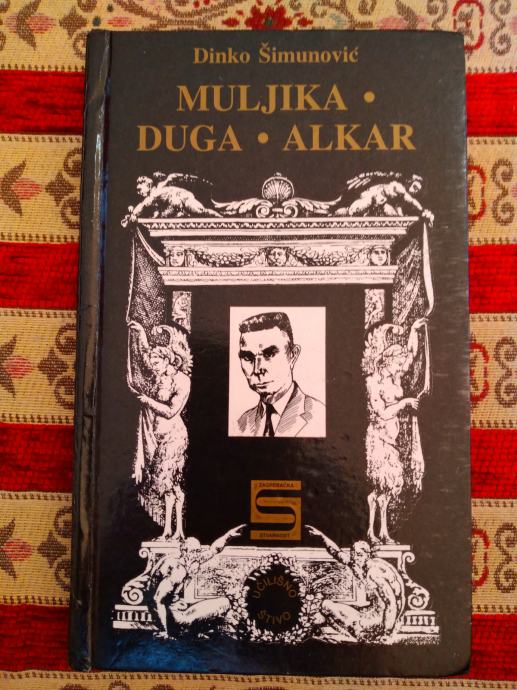 Dinko Šimunović
MULJIKA •
DUGA • ALKAR
ZAGREBAČKA
S
STVARNOST
UČILIŠNO
ŠTIVO